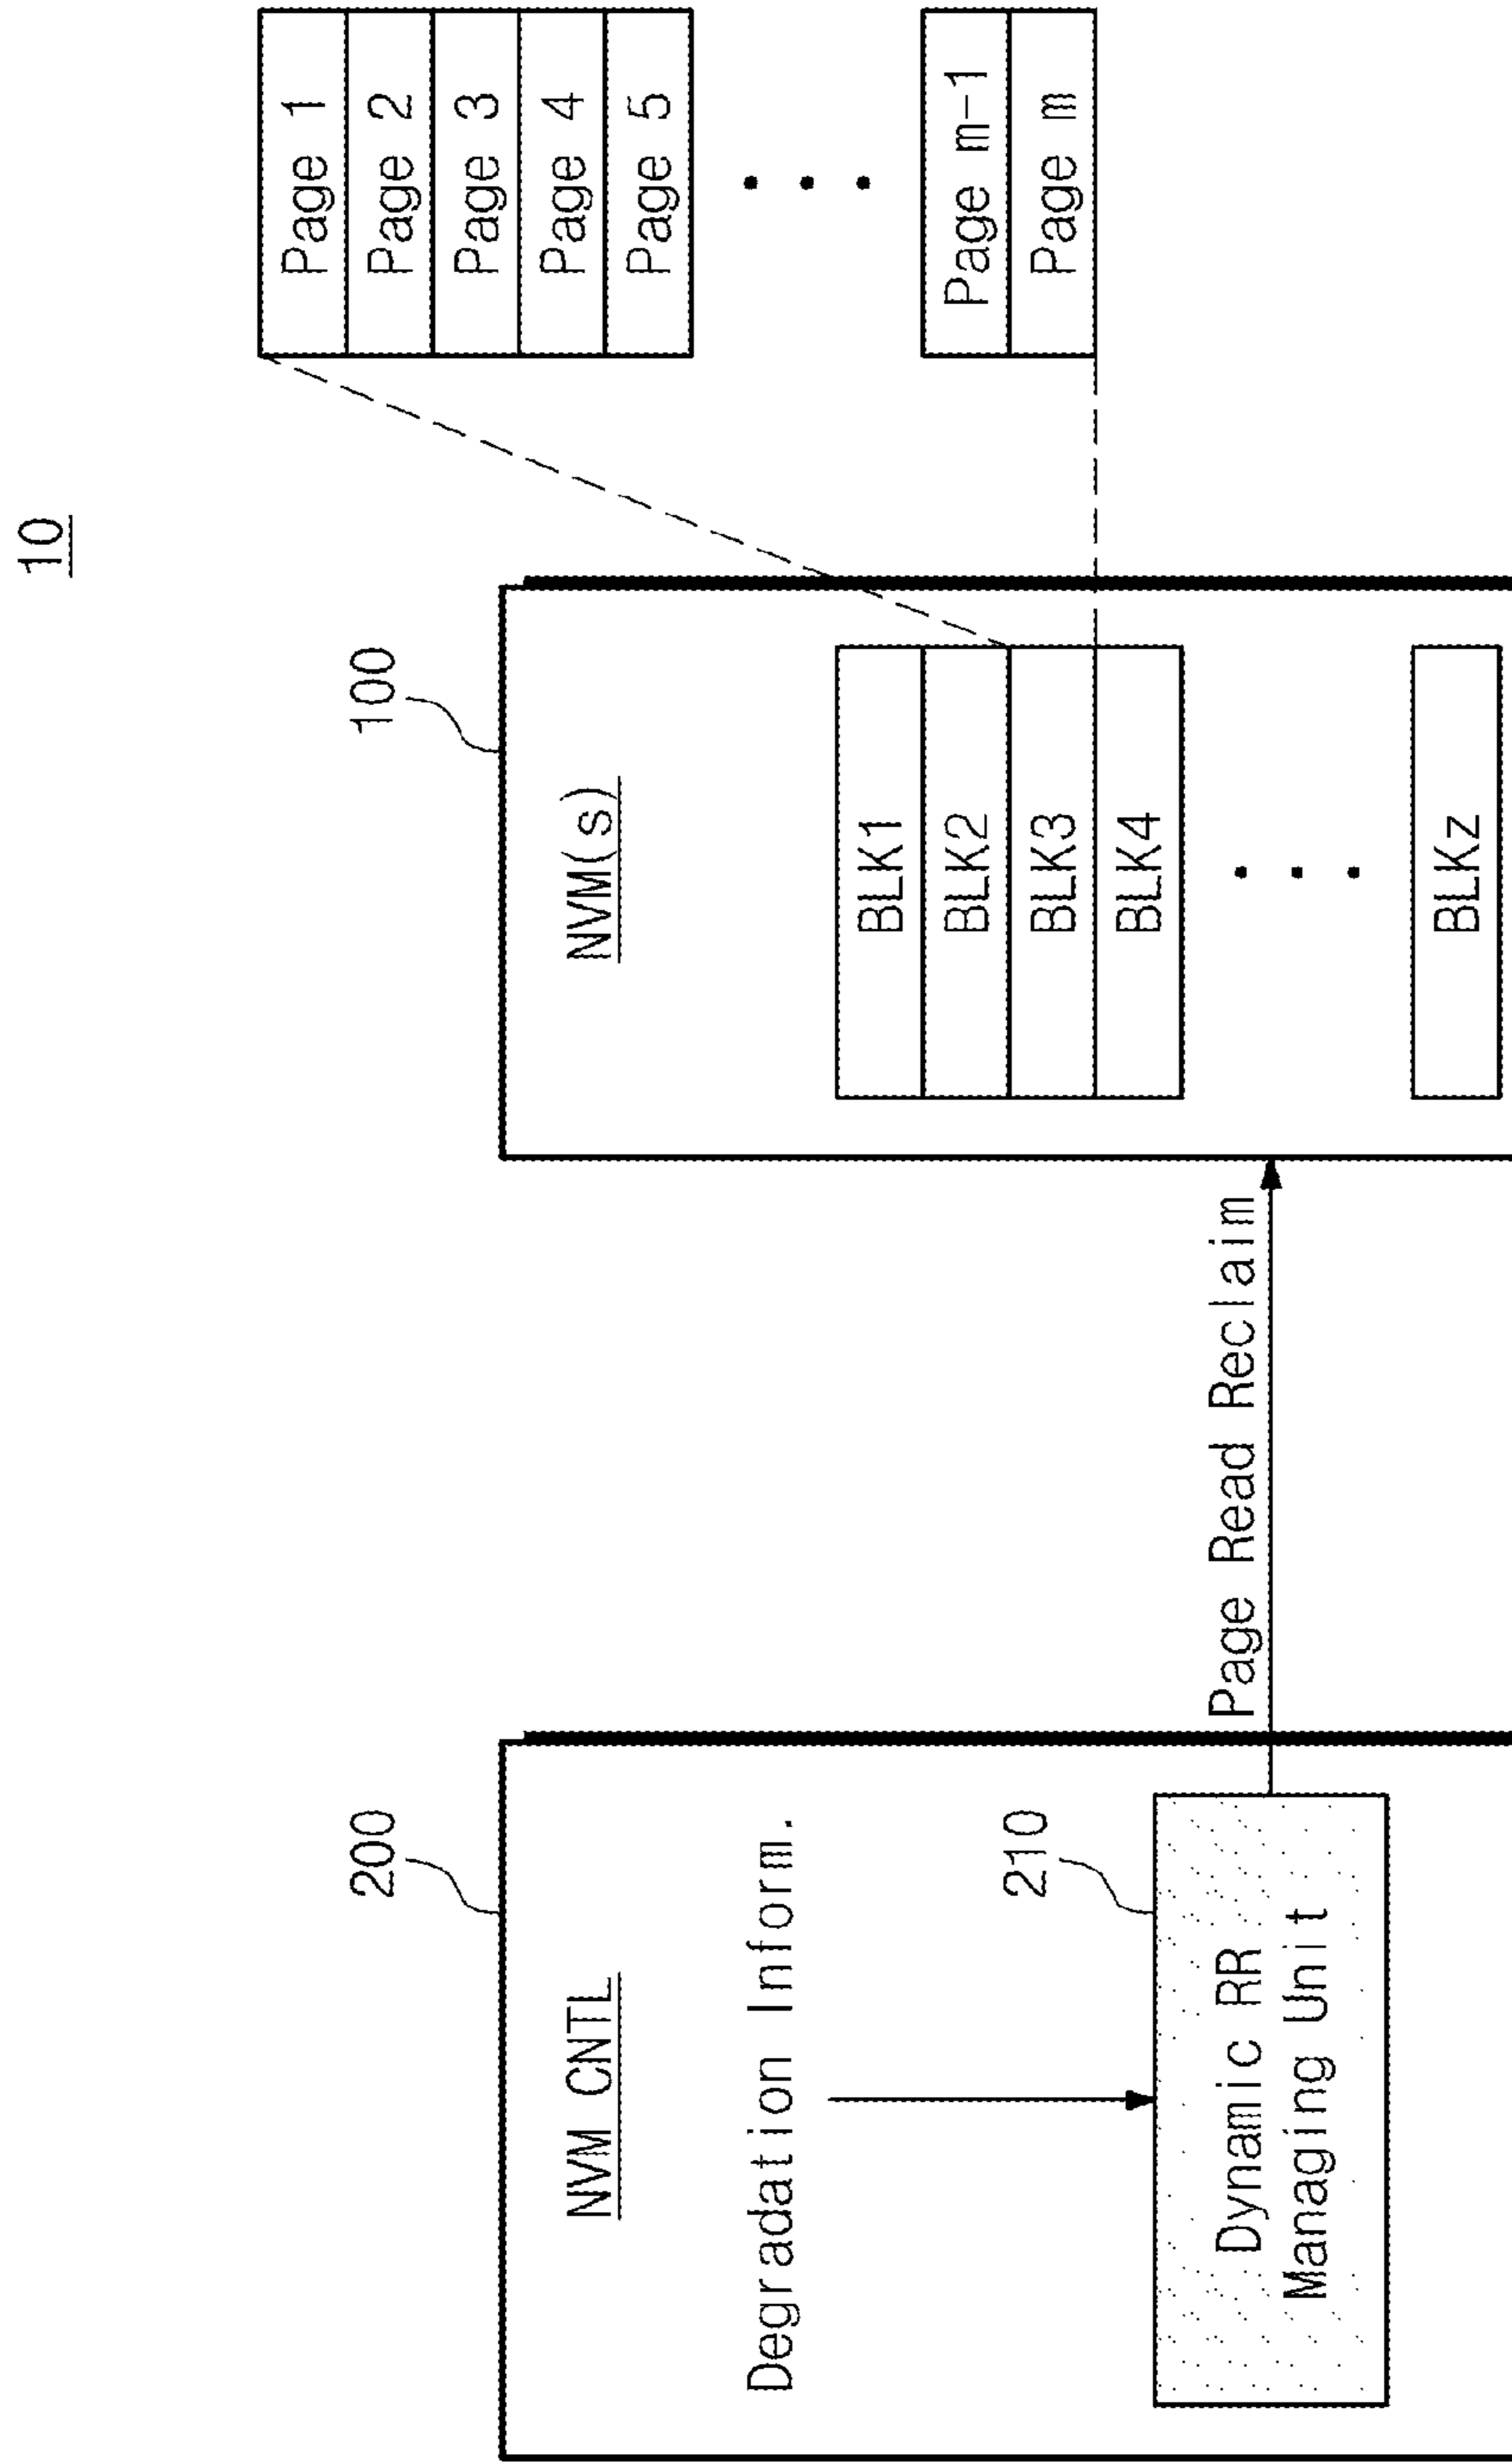 10
200
NVM CNTL
Degradation Inform.
210
Dynamic RR
Managing Unit
Page Read Reclaim
100
NVM(s)
BLK1
BLK2
BLK3
BLK4
BLKz
Page 1
Page 2
Page 3
Page 4
Page 5
Page m-1
Page m